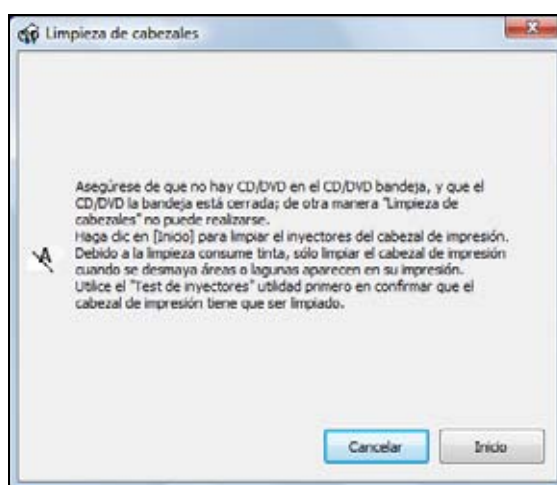 Limpieza de cabezales
Asegúrese de que no hay CD/DVD en el CD/DVD bandeja, y que el
CD/DVD la bandeja está cerrada; de otra manera "Limpieza de
cabezales" no puede realizarse.
Haga clic en [Inicio] para limpiar el inyectores del cabezal de impresión.
Debido a la limpieza consume tinta, sólo limpiar el cabezal de impresión
cuando se desmaya áreas o lagunas aparecen en su impresión.
Utilice el "Test de inyectores" utilidad primero en confirmar que el
cabezal de impresión tiene que ser limpiado.
Cancelar
Inicio